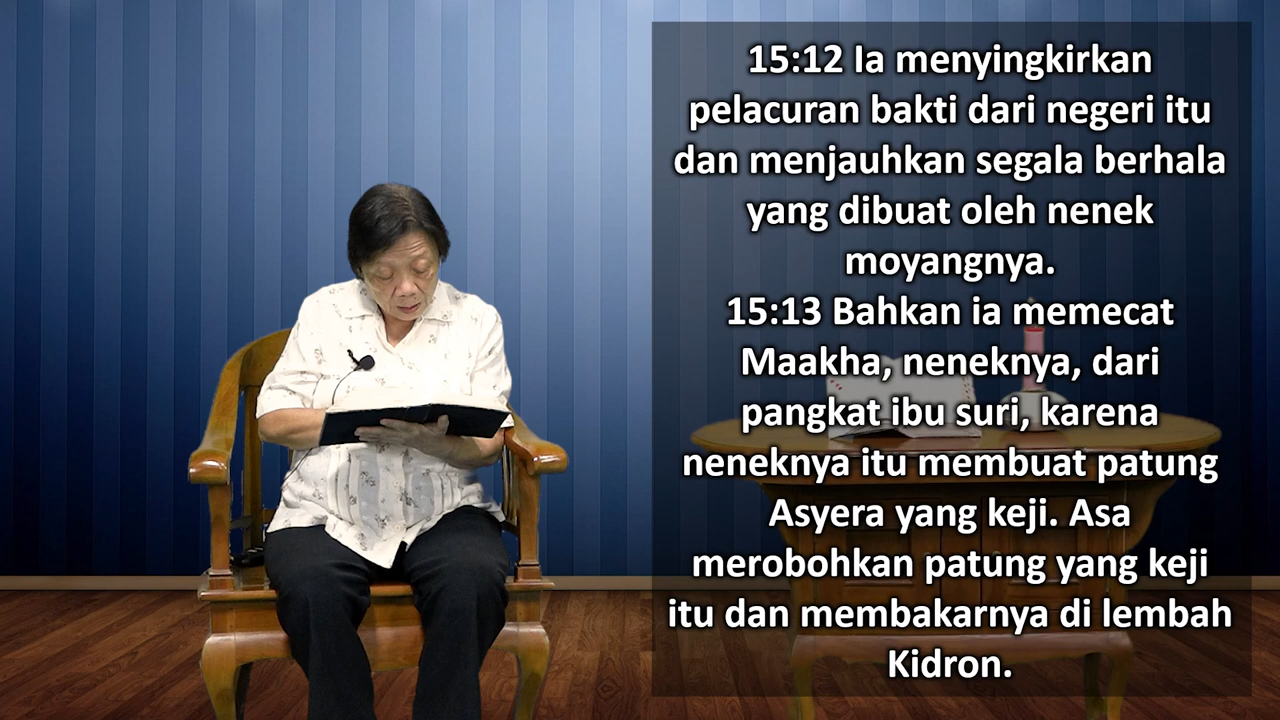 15:12 Ia menyingkirkan
pelacuran bakti dari negeri itu
dan menjauhkan segala berhala
yang dibuat oleh nenek
moyangnya.
15:13 Bahkan ia memecat
Maakha, neneknya, dari
pangkat ibu suri, karena
neneknya itu membuat patung
Asyera yang keji. Asa
merobohkan patung yang keji
itu dan membakarnya di lembah
Kidron.